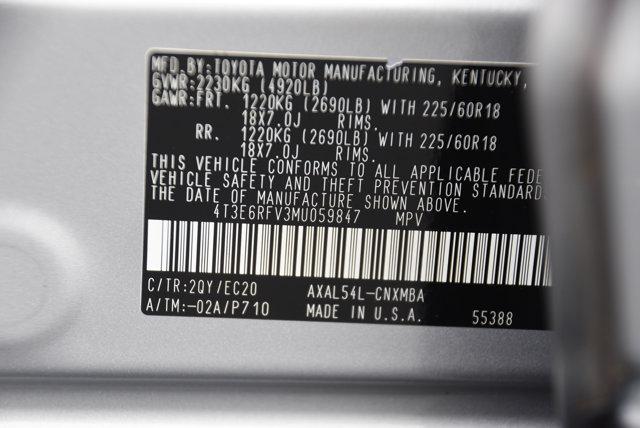 MFD.BY:TOYOTA MOTOR MANUFACTURING, KENTUCKY,
GVWR:2230KG (4920LB)
GAWR:FRT. 1220KG (2690LB) WITH 225/60R18
18X7.0J RIMS.
RR. 1220KG (2690LB) WITH 225/60R18
18X7.0J RIMS.
THIS VEHICLE CONFORMS TO ALL APPLICABLE FEDE
VEHICLE SAFETY AND THEFT PREVENTION STANDARDS
THE DATE OF MANUFACTURE SHOWN ABOVE.
4T3E6RFV3MU059847 MPV
C/TR:2QY/EC20 AXAL54L-CNXMBA
A/TM:-02A/P710 MADE IN U.S.A. 55388